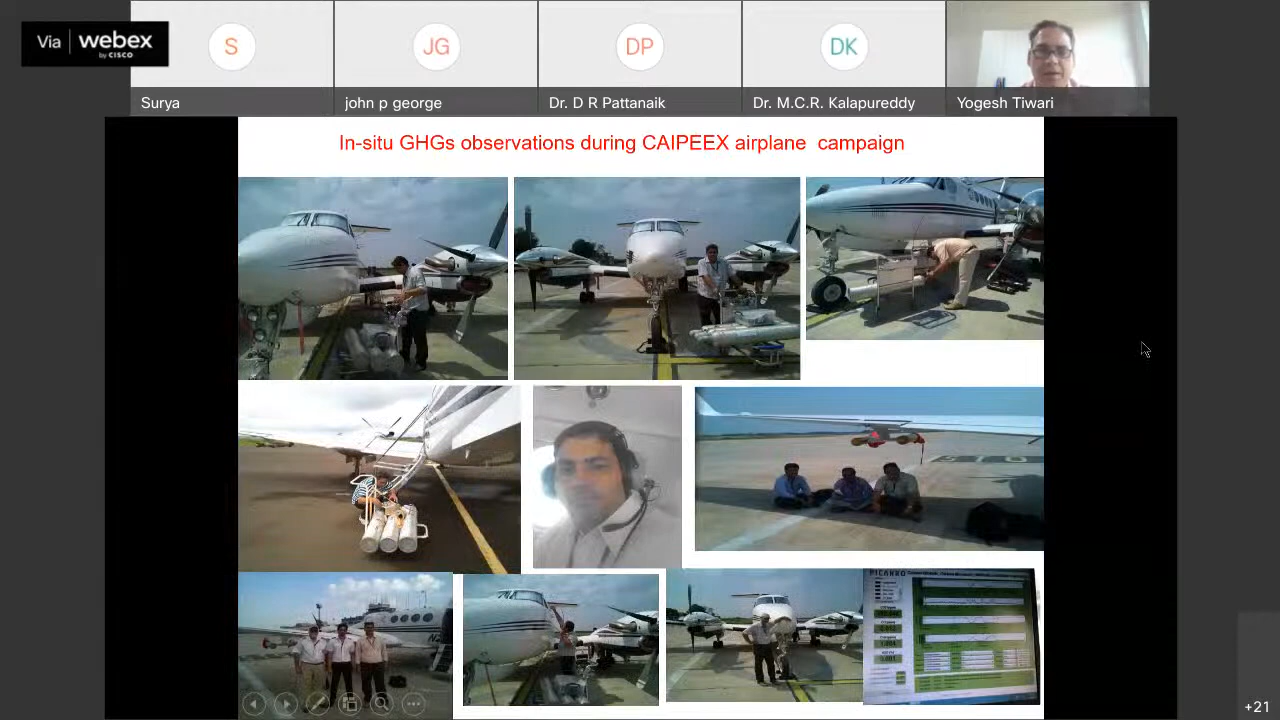 Via webex
by CISCO
S
JG
DP
DK
Surya
john p george
Dr. D R Pattanaik
Dr. M.C.R. Kalapureddy
Yogesh Tiwari
In-situ GHGs observations during CAIPEEX airplane campaign
PICARRO
+21